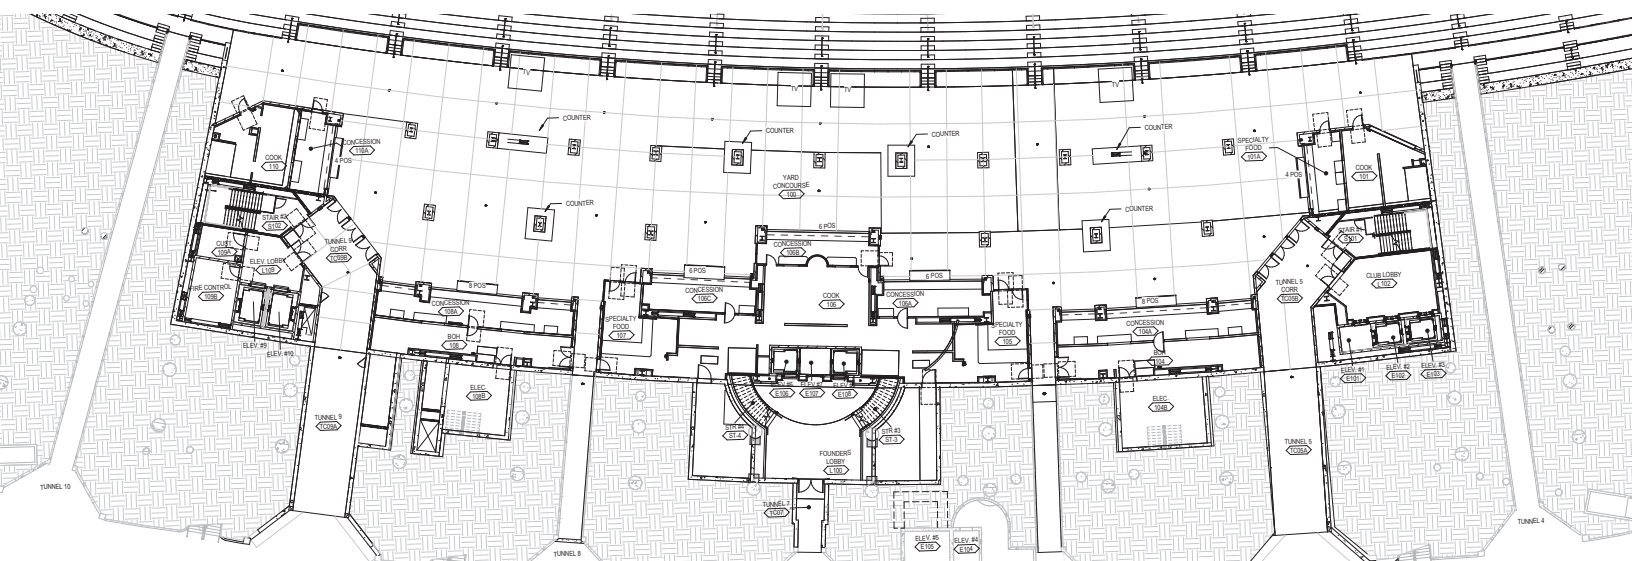 TV
TV
TV
TV
COUNTER
COUNTER
COUNTER
COUNTER
CONCESSION
110A
4 POS
COOK
110
SPECIALTY
FOOD
101A
4 POS
COOK
101
YARD
CONCOURSE
100
COUNTER
COUNTER
6 POS
STAIR #2
S102
STAIR #1
S101
CUST
109A
ELEV. LOBBY
L109
TUNNEL 9
CORR
TC09B
CONCESSION
106B
FIRE CONTROL
109B
6 POS
6 POS
CLUB LOBBY
L102
TUNNEL 5
CORR
TC05B
8 POS
CONCESSION
108A
CONCESSION
106C
COOK
106
CONCESSION
106A
8 POS
CONCESSION
104A
SPECIALTY
FOOD
107
SPECIALTY
FOOD
105
BOH
108
BOH
104
ELEV. #9
ELEV. #10
ELEV. #1
E101
ELEV. #2
E102
ELEV. #3
E103
E106
E107
E108
ELEC.
108B
ELEC.
104B
TUNNEL 9
TC09A
STR #4
ST-4
STR #3
ST-3
TUNNEL 5
TC05A
FOUNDERS
LOBBY
L100
TUNNEL 10
TUNNEL 7
TC07
TUNNEL 4
ELEV. #5
E105
ELEV. #4
E104
TUNNEL 8